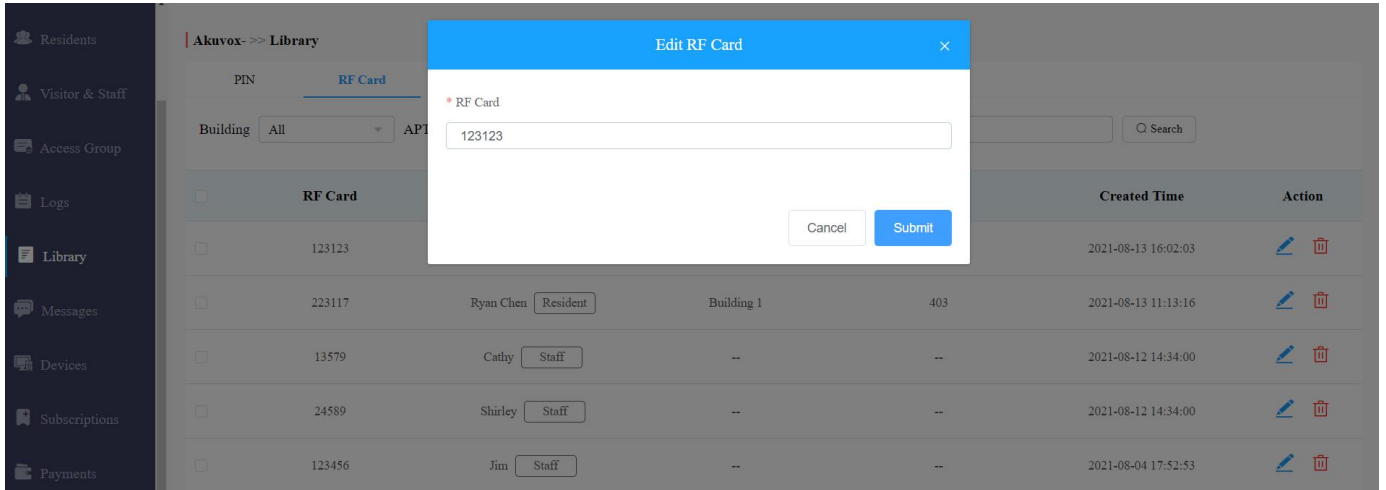 Residents
Visitor & Staff
Access Group
Logs
Library
Messages
Devices
Subscriptions
Payments
Akuvox- >> Library
PIN RF Card
Building All APT Search
RF Card Created Time Action
123123 2021-08-13 16:02:03
223117 Ryan Chen Resident Building 1 403 2021-08-13 11:13:16
13579 Cathy Staff -- -- 2021-08-12 14:34:00
24589 Shirley Staff -- -- 2021-08-12 14:34:00
123456 Jim Staff -- -- 2021-08-04 17:52:53
Edit RF Card
* RF Card
123123
Cancel Submit